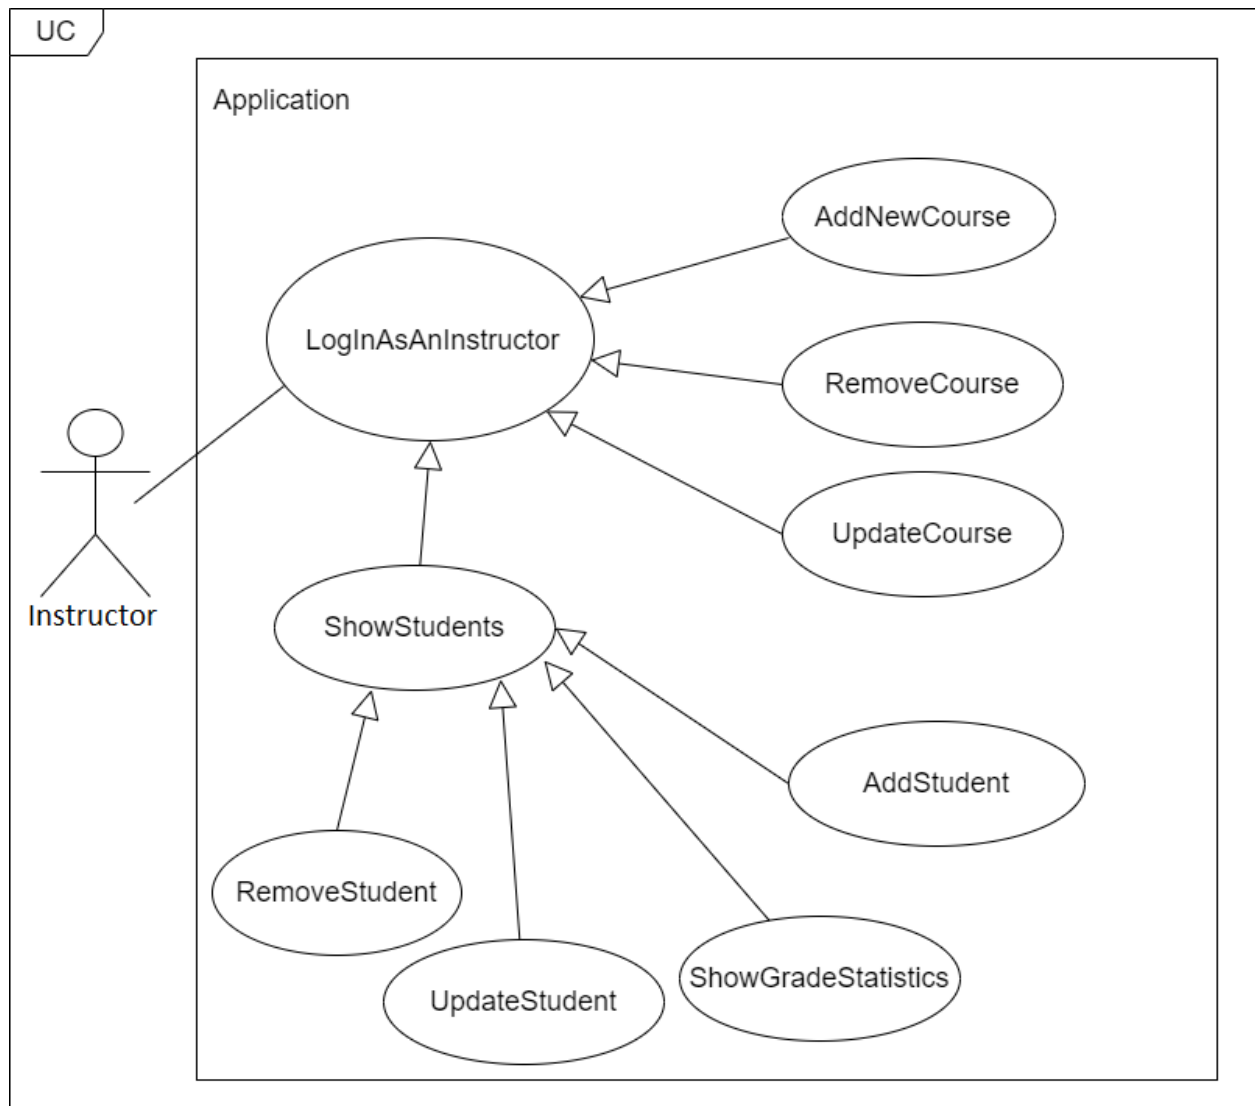 UC
Application
AddNewCourse
LogInAsAnInstructor
RemoveCourse
UpdateCourse
Instructor
ShowStudents
AddStudent
RemoveStudent
ShowGradeStatistics
UpdateStudent